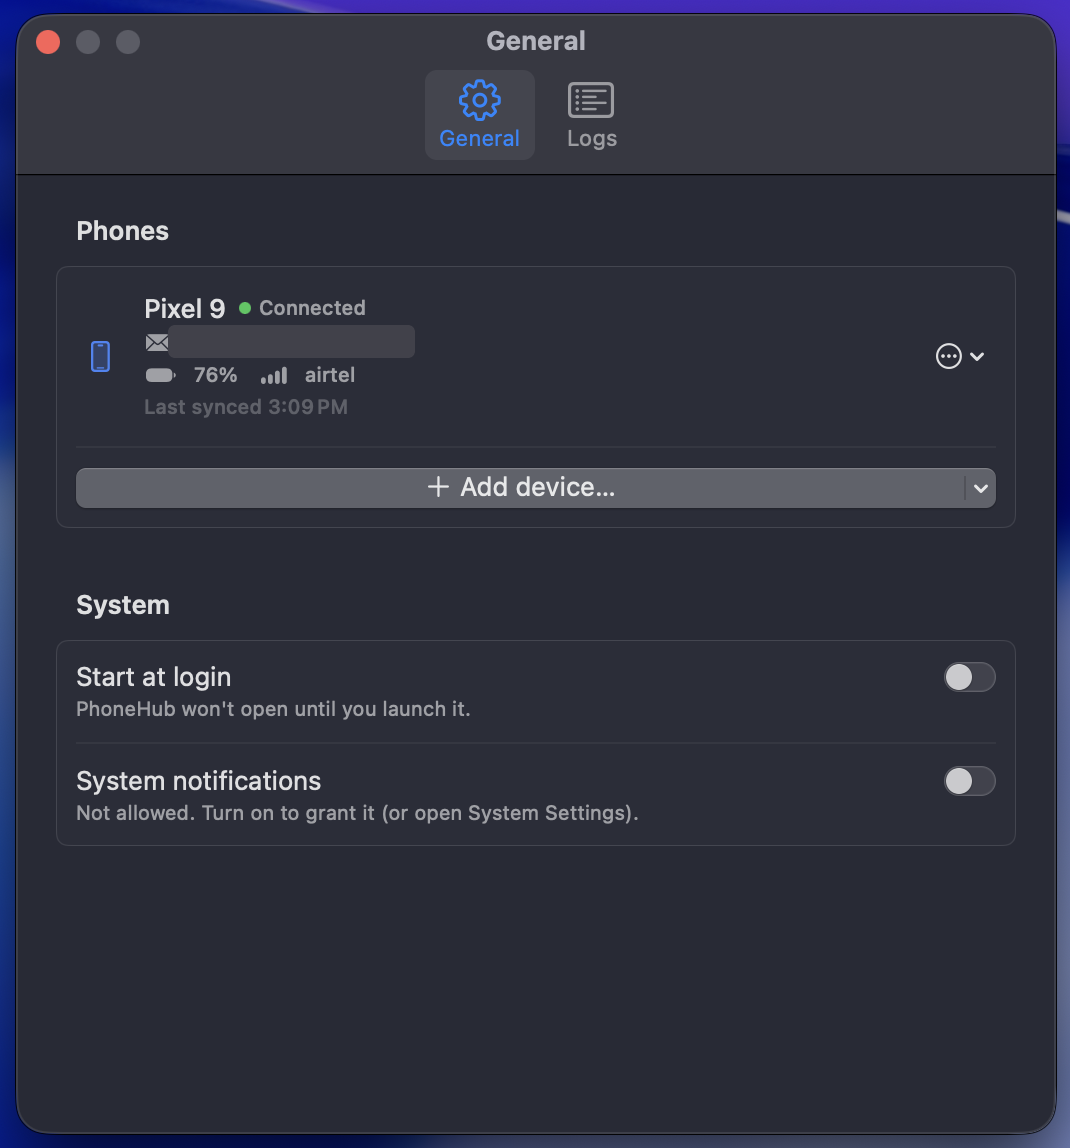 General
General
Logs
Phones
Pixel 9 Connected
76% airtel
Last synced 3:09 PM
+ Add device...
System
Start at login
PhoneHub won't open until you launch it.
System notifications
Not allowed. Turn on to grant it (or open System Settings).